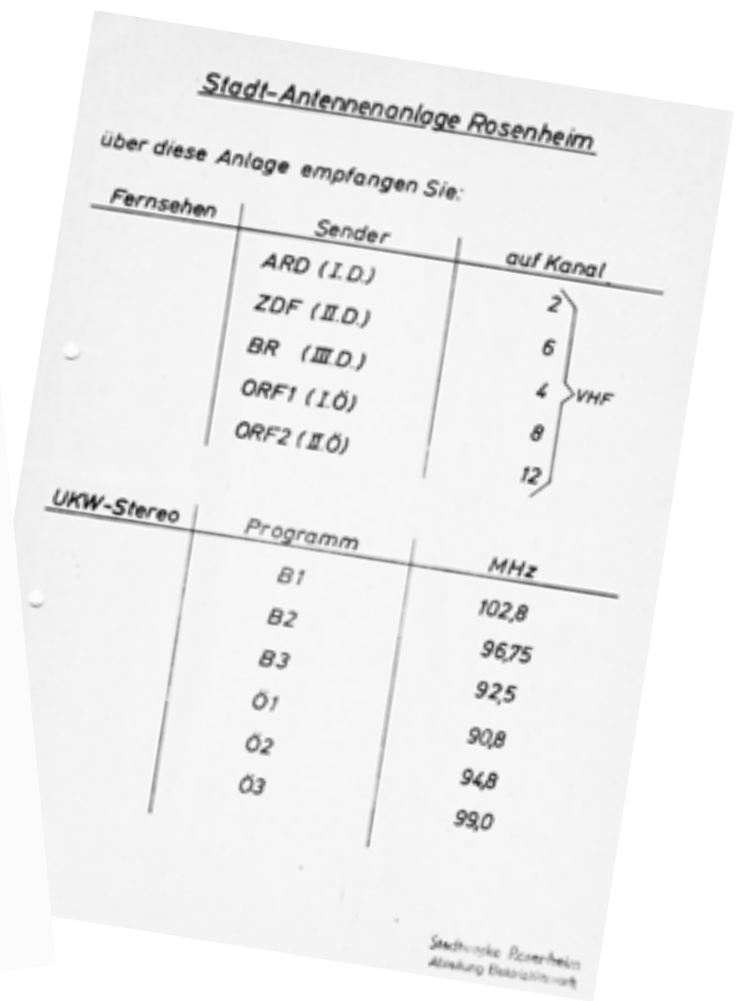 Stadt-Antennenanlage Rosenheim
über diese Anlage empfangen Sie:
Fernsehen Sender auf Kanal
ARD (I.D.) 2
ZDF (II.D.) 6
BR (III.D.) 4 VHF
ORF1 (I.Ö) 8
ORF2 (II.Ö) 12
UKW-Stereo Programm MHz
B1 102,8
B2 96,75
B3 92,5
Ö1 90,8
Ö2 94,8
Ö3 99,0
Stadtwerke Rosenheim
Abteilung